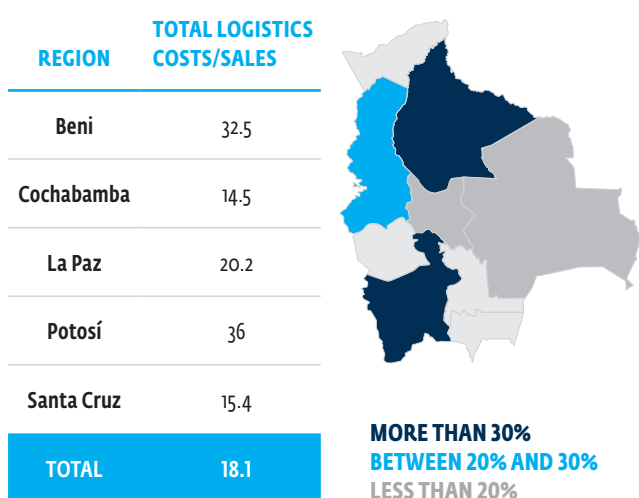 REGION TOTAL LOGISTICS COSTS/SALES
Beni 32.5
Cochabamba 14.5
La Paz 20.2
Potosí 36
Santa Cruz 15.4
TOTAL 18.1
MORE THAN 30%
BETWEEN 20% AND 30%
LESS THAN 20%